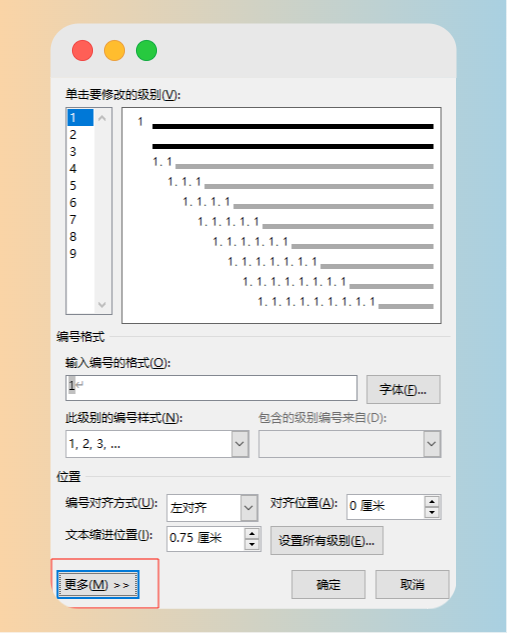 单击要修改的级别(V):
1
2
3
4
5
6
7
8
9
1
1.1
1.1.1
1.1.1.1
1.1.1.1.1
1.1.1.1.1.1
1.1.1.1.1.1.1
1.1.1.1.1.1.1.1
1.1.1.1.1.1.1.1.1
编号格式
输入编号的格式(O):
1↵
字体(F)...
此级别的编号样式(N):
包含的级别编号来自(D):
1, 2, 3, ...
位置
编号对齐方式(U):
左对齐
对齐位置(A):
0 厘米
文本缩进位置(I):
0.75 厘米
设置所有级别(E)...
更多(M) >>
确定
取消